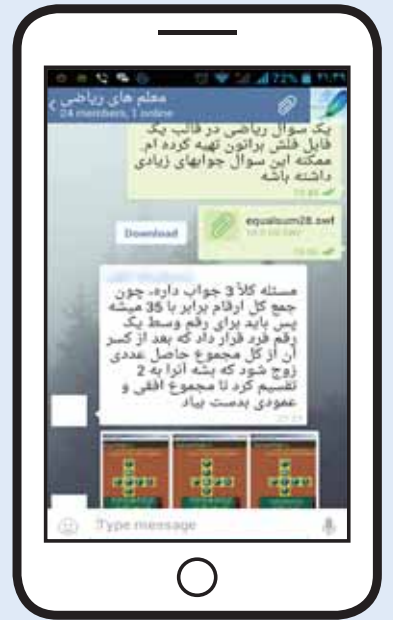 72%
معلم های ریاضی
24 members, 1 online
یک سوال ریاضی در قالب یک
فایل فلش براتون تهیه کرده ام.
ممکنه این سوال جوابهای زیادی
داشته باشه
equalsum28.swf
Download
مسئله کلاً 3 جواب داره، چون
جمع کل ارقام برابر با 35 میشه
پس باید برای رقم وسط یک
رقم فرد قرار داد که بعد از کسر
آن از کل مجموع حاصل عددی
زوج شود که بشه آنرا به 2
تقسیم کرد تا مجموع افقی و
عمودی بدست بیاد
Type message